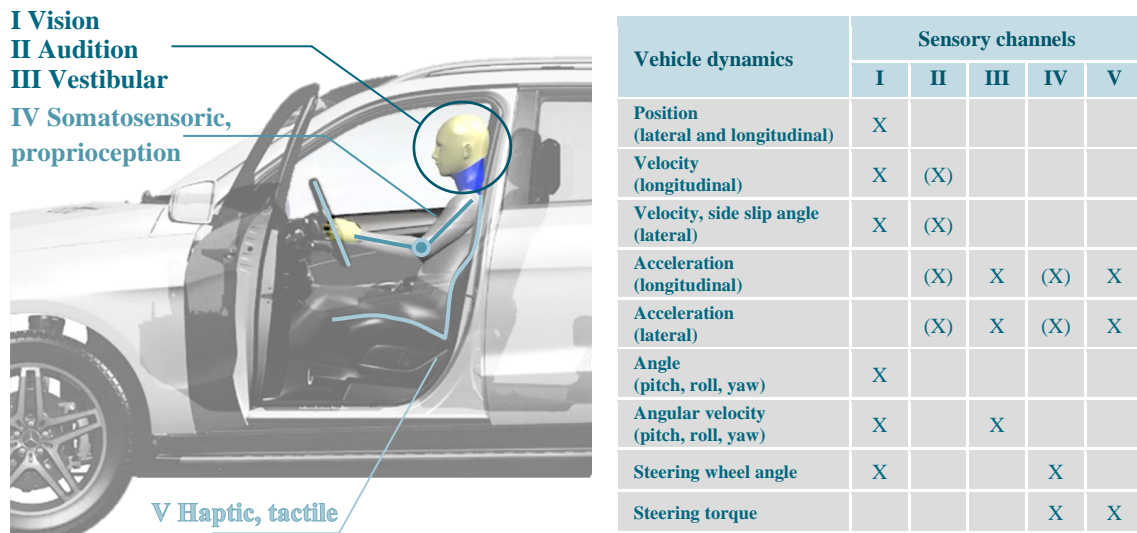 I Vision
II Audition
III Vestibular
IV Somatosensoric,
proprioception
V Haptic, tactile
Vehicle dynamics
Sensory channels
I II III IV V
Position
(lateral and longitudinal) X
Velocity
(longitudinal) X (X)
Velocity, side slip angle
(lateral) X (X)
Acceleration
(longitudinal) (X) X (X) X
Acceleration
(lateral) (X) X (X) X
Angle
(pitch, roll, yaw) X
Angular velocity
(pitch, roll, yaw) X X
Steering wheel angle X X
Steering torque X X